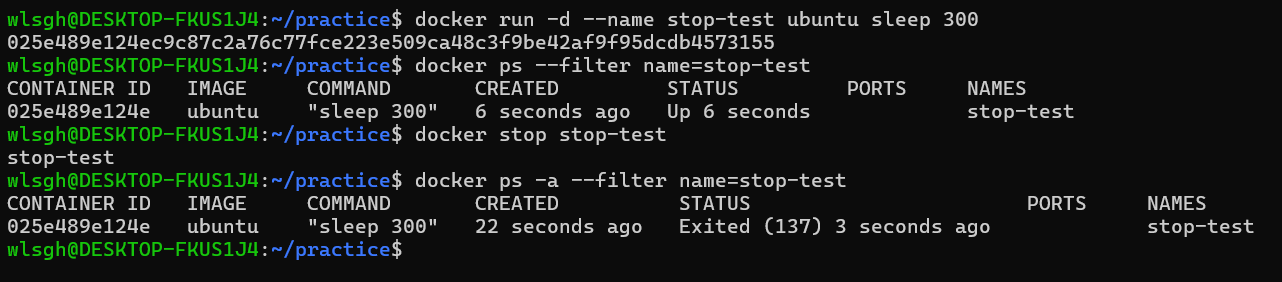 wlsgh@DESKTOP-FKUS1J4:~/practice$ docker run -d --name stop-test ubuntu sleep 300
025e489e124ec9c87c2a76c77fce223e509ca48c3f9be42af9f95dcdb4573155
wlsgh@DESKTOP-FKUS1J4:~/practice$ docker ps --filter name=stop-test
CONTAINER ID   IMAGE     COMMAND       CREATED         STATUS         PORTS     NAMES
025e489e124e   ubuntu    "sleep 300"   6 seconds ago   Up 6 seconds             stop-test
wlsgh@DESKTOP-FKUS1J4:~/practice$ docker stop stop-test
stop-test
wlsgh@DESKTOP-FKUS1J4:~/practice$ docker ps -a --filter name=stop-test
CONTAINER ID   IMAGE     COMMAND       CREATED          STATUS                       PORTS     NAMES
025e489e124e   ubuntu    "sleep 300"   22 seconds ago   Exited (137) 3 seconds ago             stop-test
wlsgh@DESKTOP-FKUS1J4:~/practice$